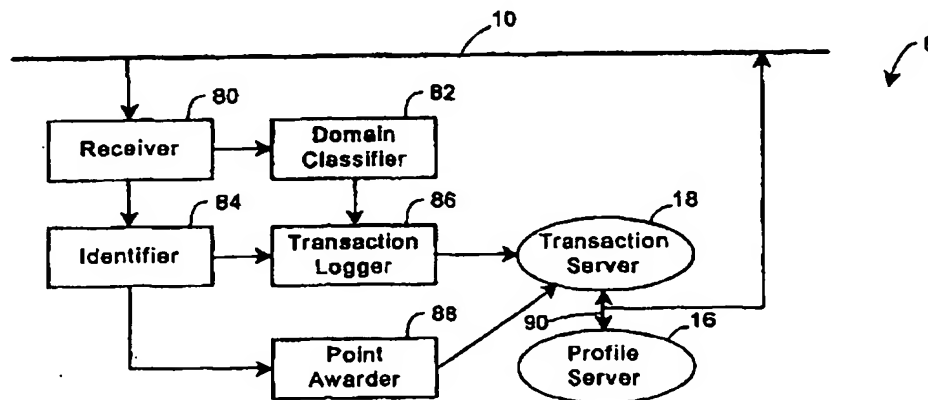 10
80
82
Receiver
Domain
Classifier
84
86
18
Identifier
Transaction
Logger
Transaction
Server
88
90
16
Point
Awarder
Profile
Server